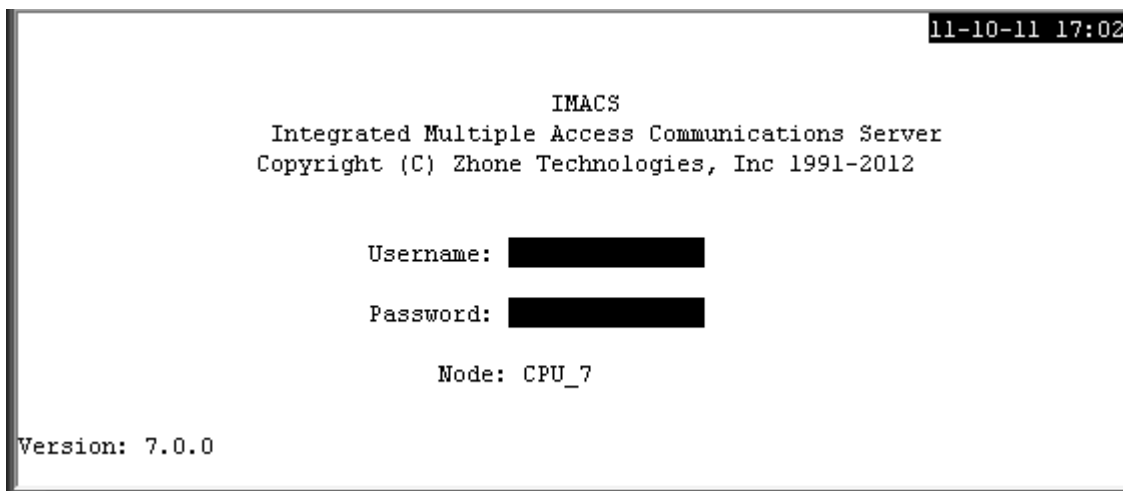 11-10-11 17:02
IMACS
Integrated Multiple Access Communications Server
Copyright (C) Zhone Technologies, Inc 1991-2012
Username:
Password:
Node: CPU_7
Version: 7.0.0